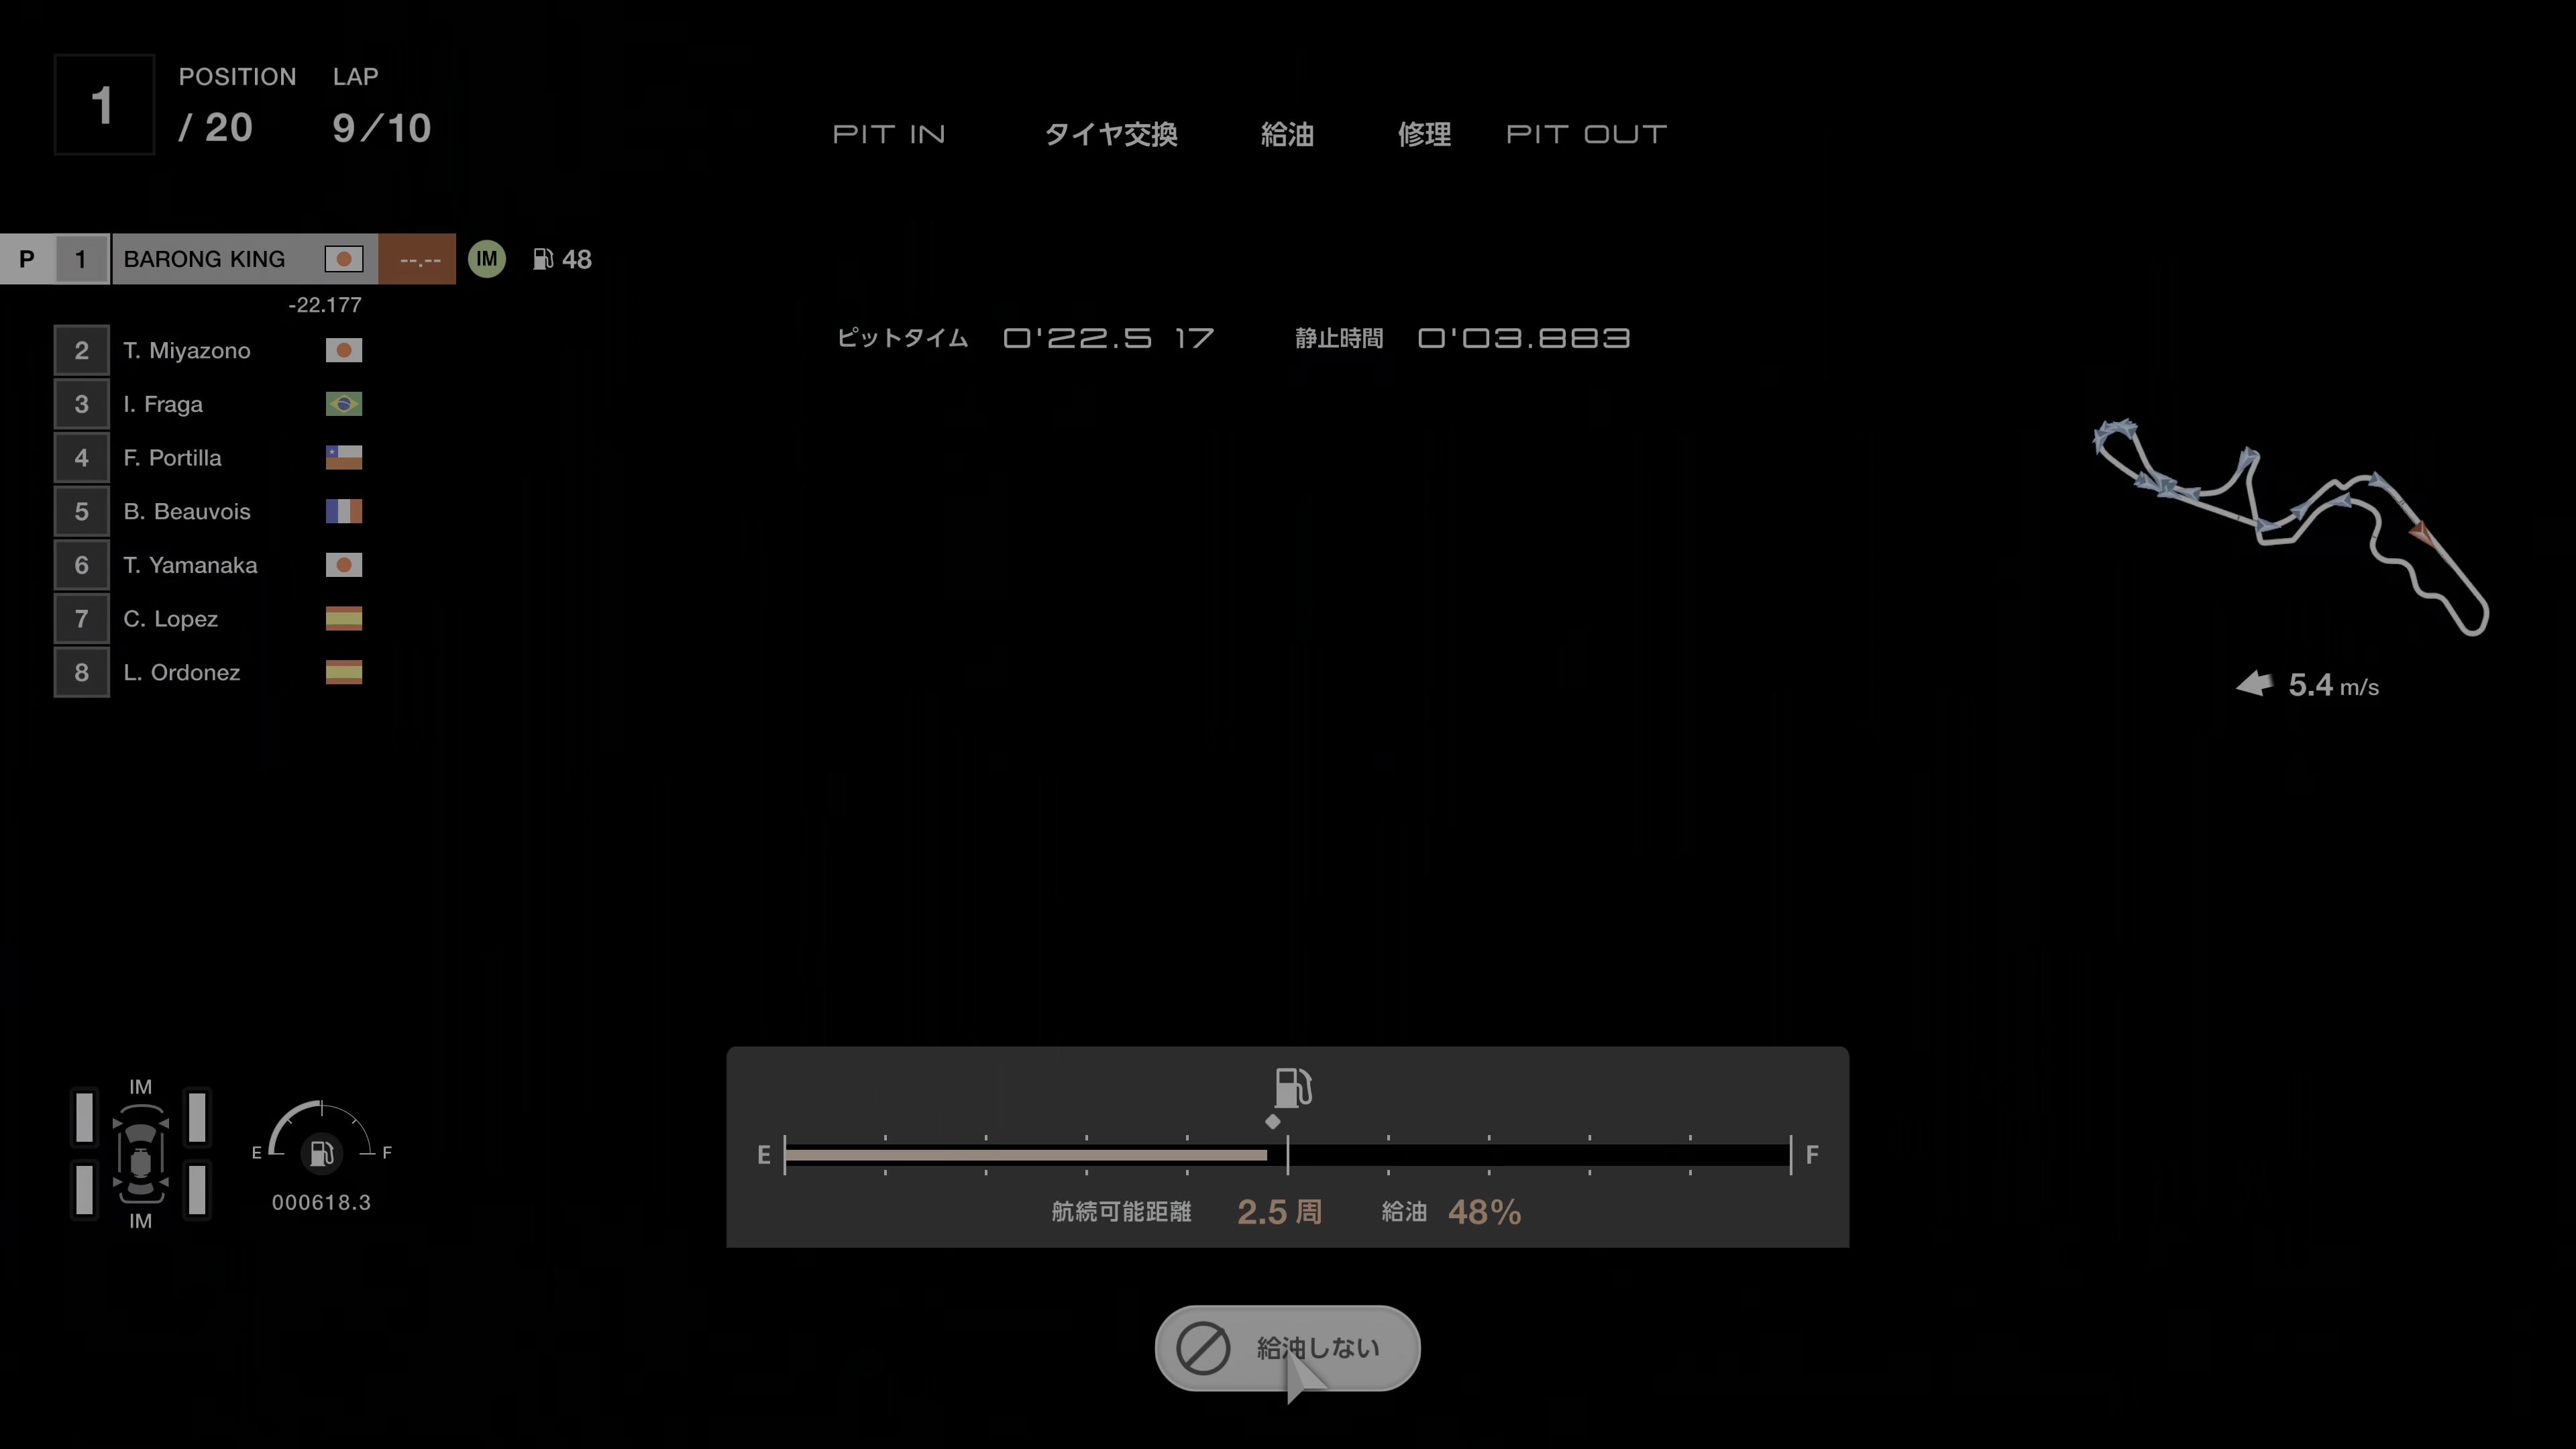 1 POSITION LAP
/ 20 9/10
PIT IN タイヤ交換 給油 修理 PIT OUT
P 1 BARONG KING --.-- IM 48
-22.177
ピットタイム 0'22.517 静止時間 0'03.883
2 T. Miyazono
3 I. Fraga
4 F. Portilla
5 B. Beauvois
6 T. Yamanaka
7 C. Lopez
8 L. Ordonez
5.4 m/s
IM
E F
000618.3
IM
E F
航続可能距離 2.5 周 給油 48%
給油しない